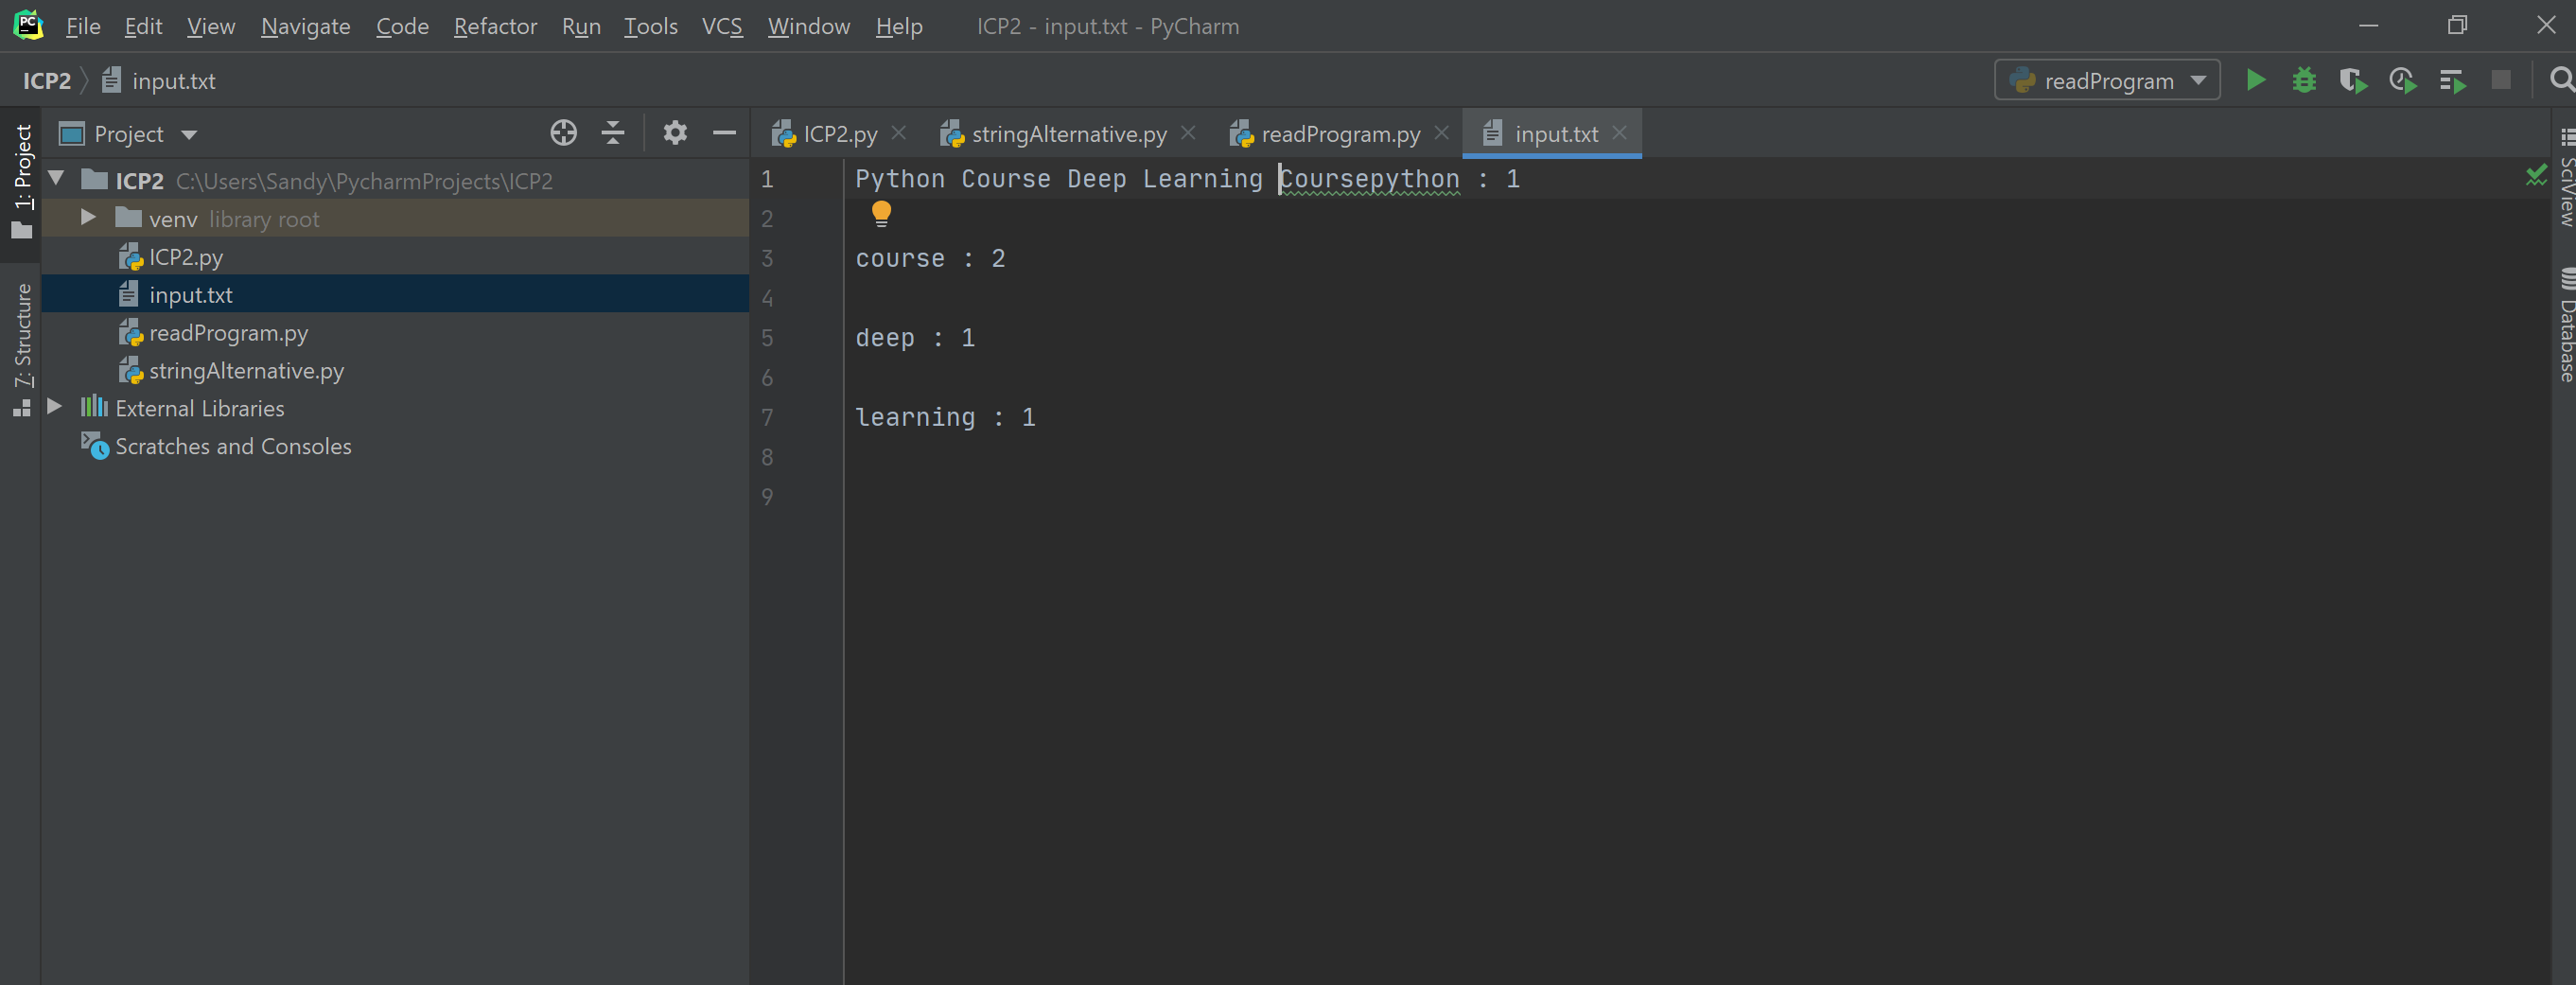 PC File Edit View Navigate Code Refactor Run Tools VCS Window Help ICP2 - input.txt - PyCharm
ICP2 input.txt readProgram
1: Project
Project
ICP2.py stringAlternative.py readProgram.py input.txt
ICP2 C:\Users\Sandy\PycharmProjects\ICP2
venv library root
ICP2.py
input.txt
readProgram.py
stringAlternative.py
External Libraries
Scratches and Consoles
7: Structure
1 Python Course Deep Learning Coursepython : 1
2
3 course : 2
4
5 deep : 1
6
7 learning : 1
8
9
SciView
Database